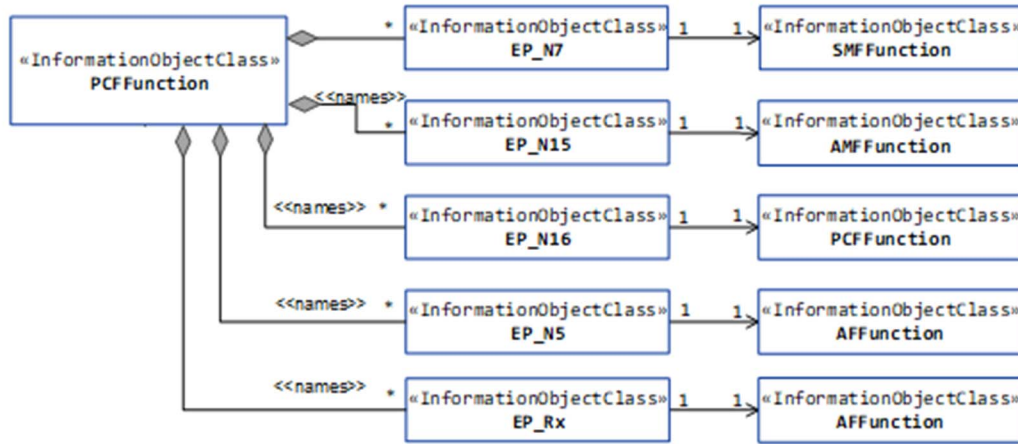 «InformationObjectClass»
PCFFunction
*
«InformationObjectClass»
EP_N7
1 1
«InformationObjectClass»
SMFFunction
<<names>>
*
«InformationObjectClass»
EP_N15
1 1
«InformationObjectClass»
AMFFunction
<<names>> *
«InformationObjectClass»
EP_N16
1 1
«InformationObjectClass»
PCFFunction
<<names>> *
«InformationObjectClass»
EP_N5
1 1
«InformationObjectClass»
AFFunction
<<names>> *
«InformationObjectClass»
EP_Rx
1 1
«InformationObjectClass»
AFFunction